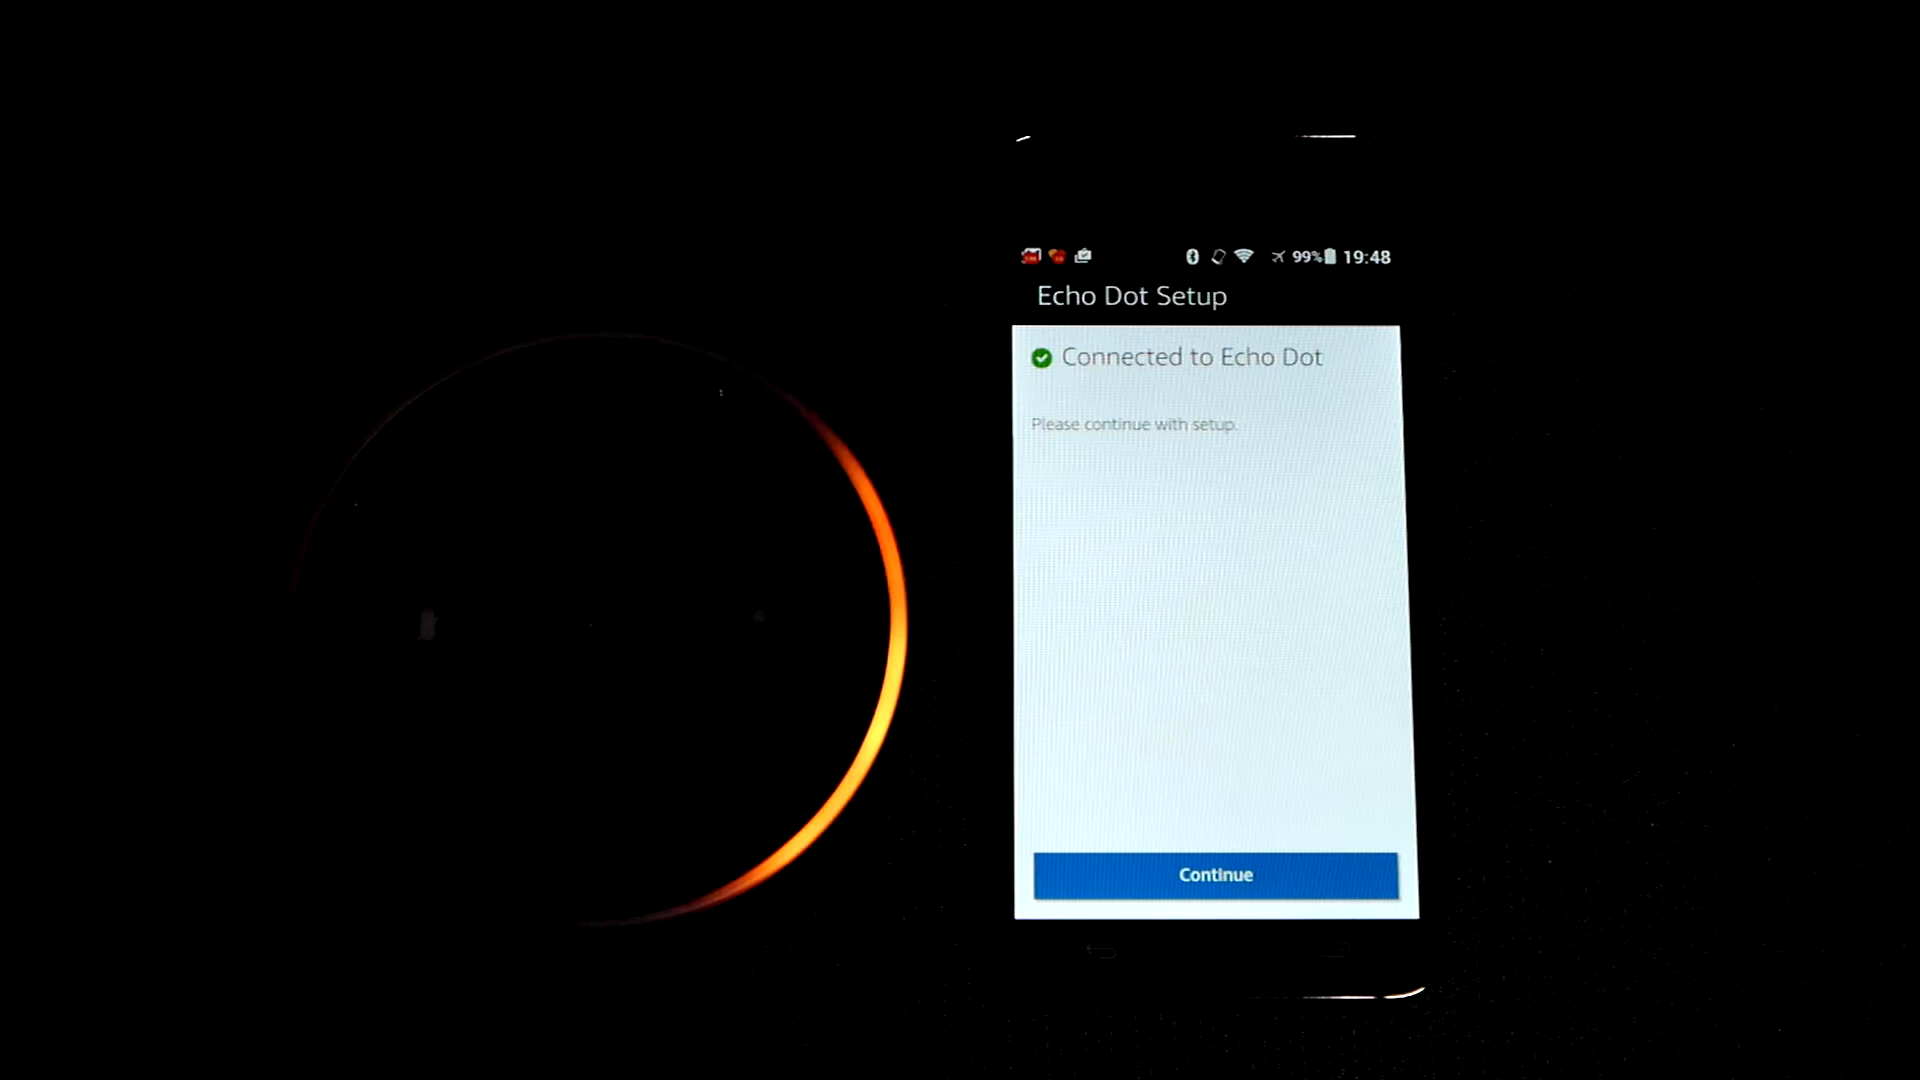 99% 19:48
Echo Dot Setup
Connected to Echo Dot
Please continue with setup.
Continue